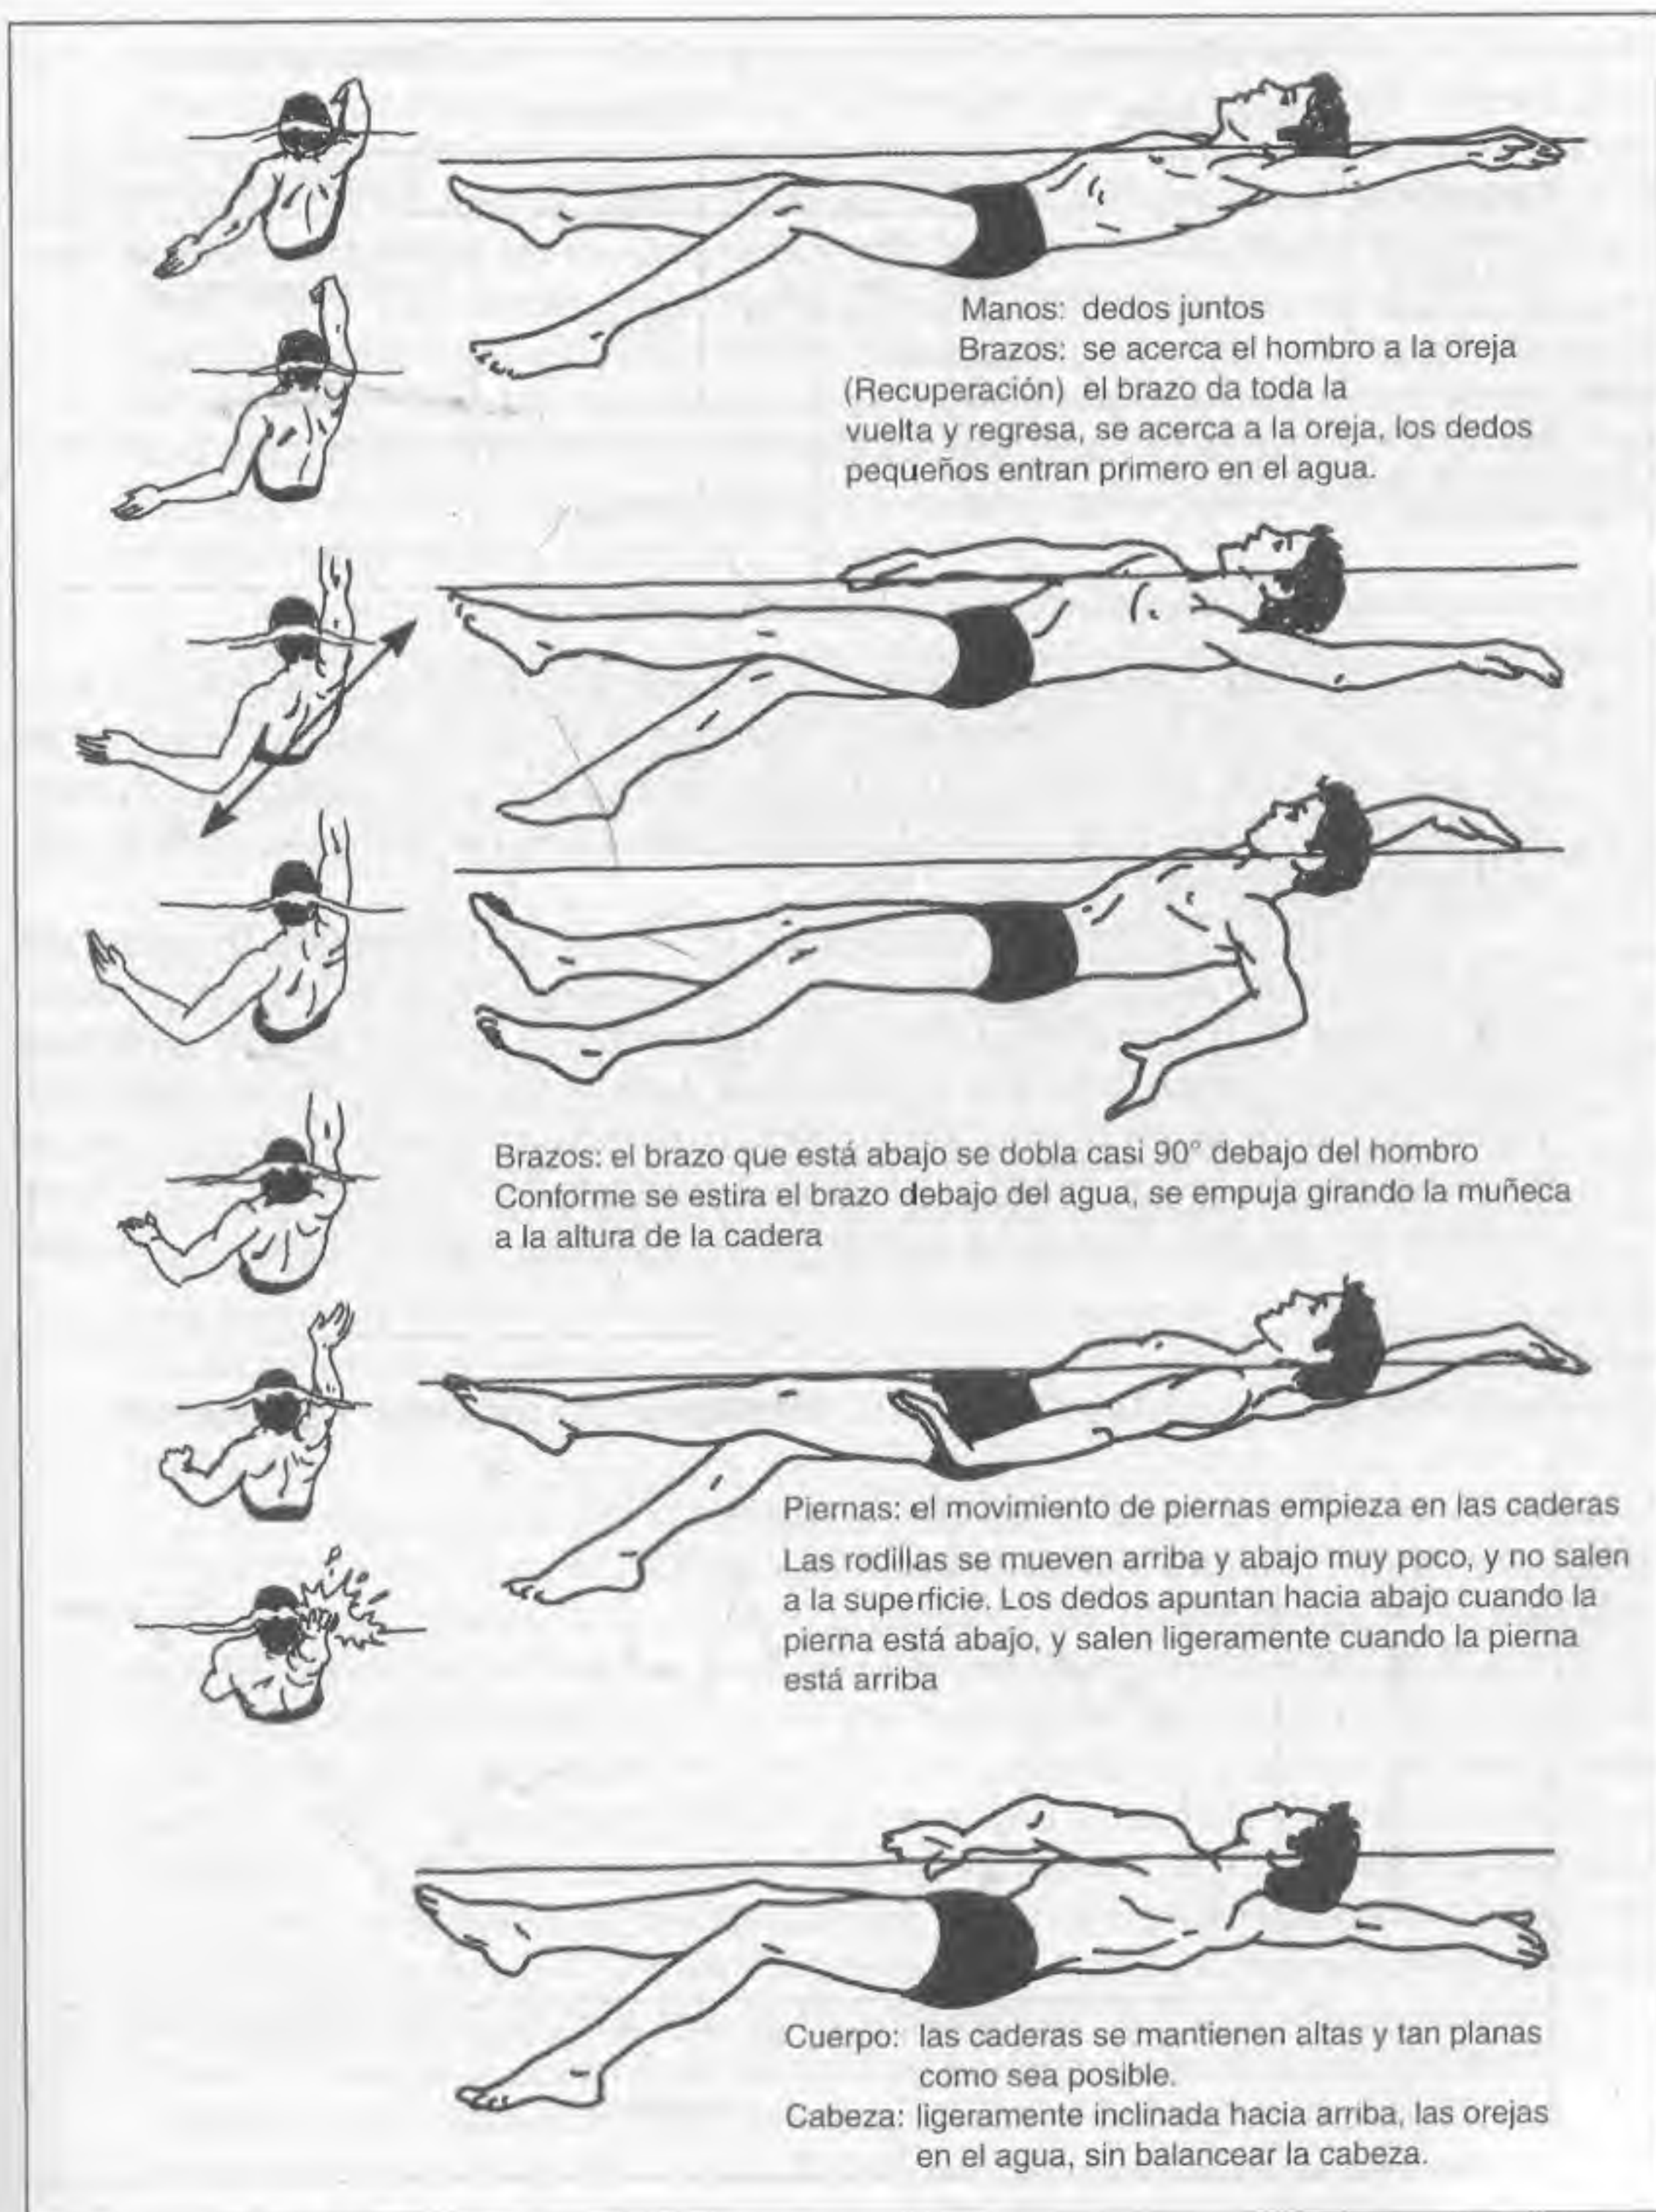 Manos: dedos juntos
Brazos: se acerca el hombro a la oreja
(Recuperación) el brazo da toda la
vuelta y regresa, se acerca a la oreja, los dedos
pequeños entran primero en el agua.
Brazos: el brazo que está abajo se dobla casi 90° debajo del hombro
Conforme se estira el brazo debajo del agua, se empuja girando la muñeca
a la altura de la cadera
Piernas: el movimiento de piernas empieza en las caderas
Las rodillas se mueven arriba y abajo muy poco, y no salen
a la superficie. Los dedos apuntan hacia abajo cuando la
pierna está abajo, y salen ligeramente cuando la pierna
está arriba
Cuerpo: las caderas se mantienen altas y tan planas
como sea posible.
Cabeza: ligeramente inclinada hacia arriba, las orejas
en el agua, sin balancear la cabeza.